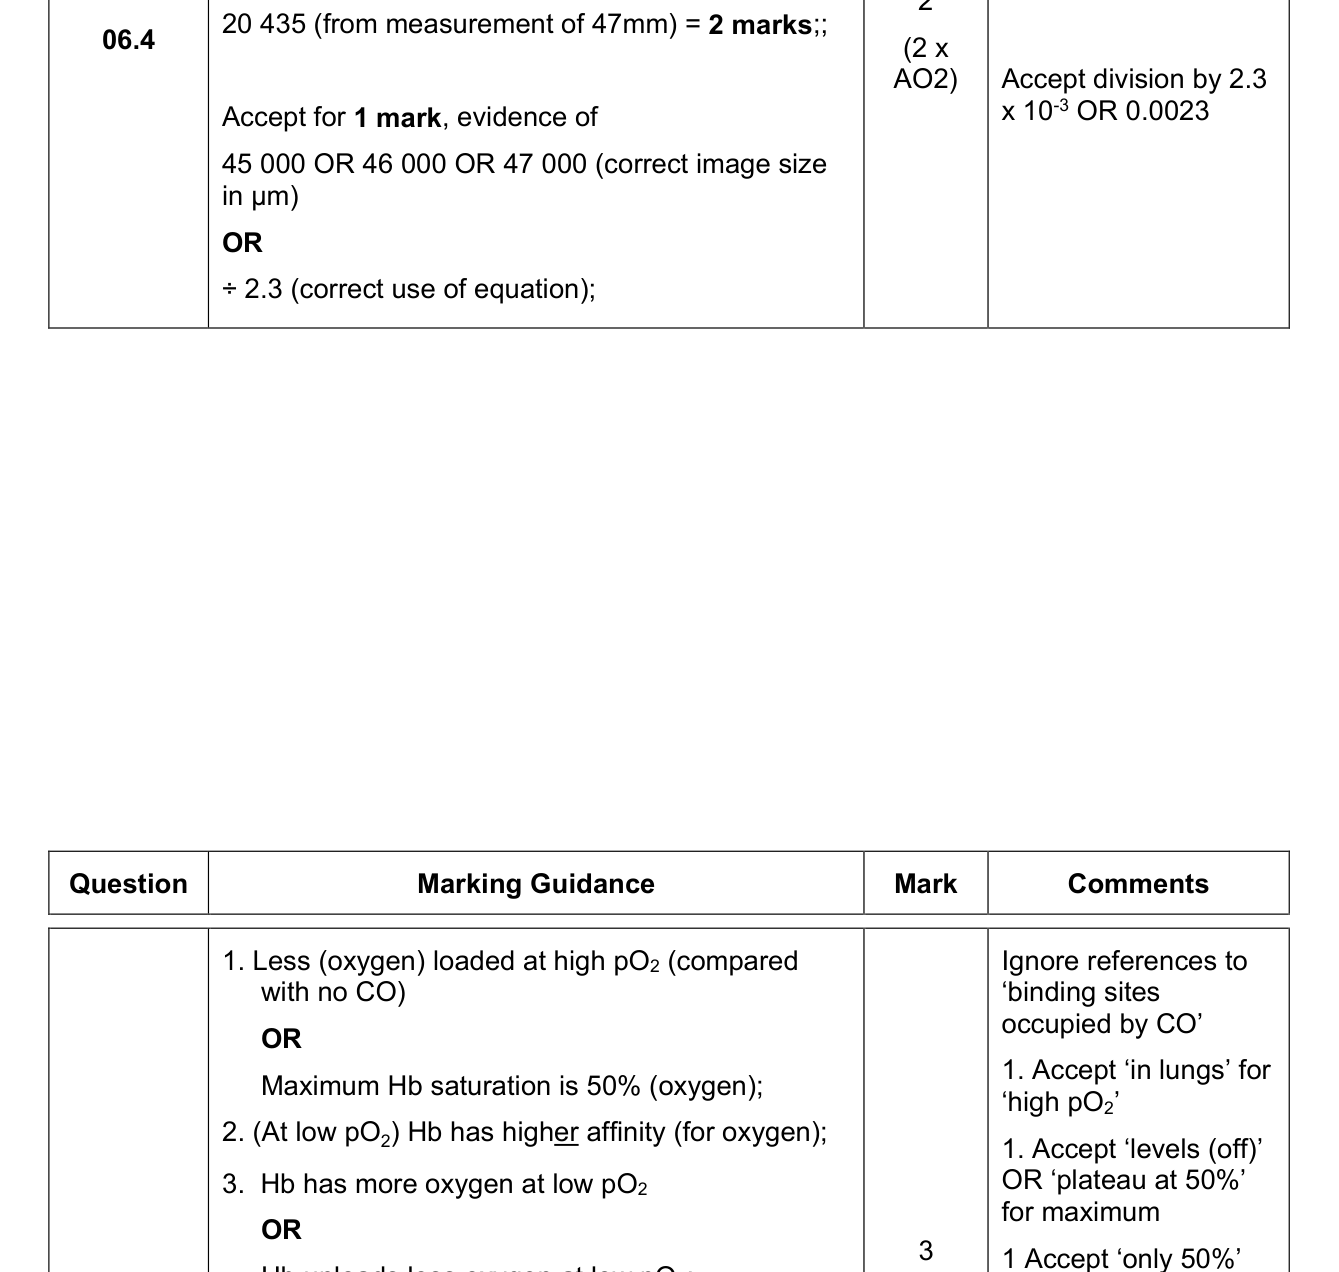 2
20 435 (from measurement of 47mm) = 2 marks;;
06.4
(2 x
AO2)
Accept division by 2.3
x 10⁻³ OR 0.0023
Accept for 1 mark, evidence of
45 000 OR 46 000 OR 47 000 (correct image size
in µm)
OR
÷ 2.3 (correct use of equation);
Question Marking Guidance Mark Comments
1. Less (oxygen) loaded at high pO₂ (compared
with no CO)
OR
Maximum Hb saturation is 50% (oxygen);
2. (At low pO₂) Hb has higher affinity (for oxygen);
3. Hb has more oxygen at low pO₂
OR
3
Ignore references to
‘binding sites
occupied by CO’
1. Accept ‘in lungs’ for
‘high pO₂’
1. Accept ‘levels (off)’
OR ‘plateau at 50%’
for maximum
1 Accept ‘only 50%’